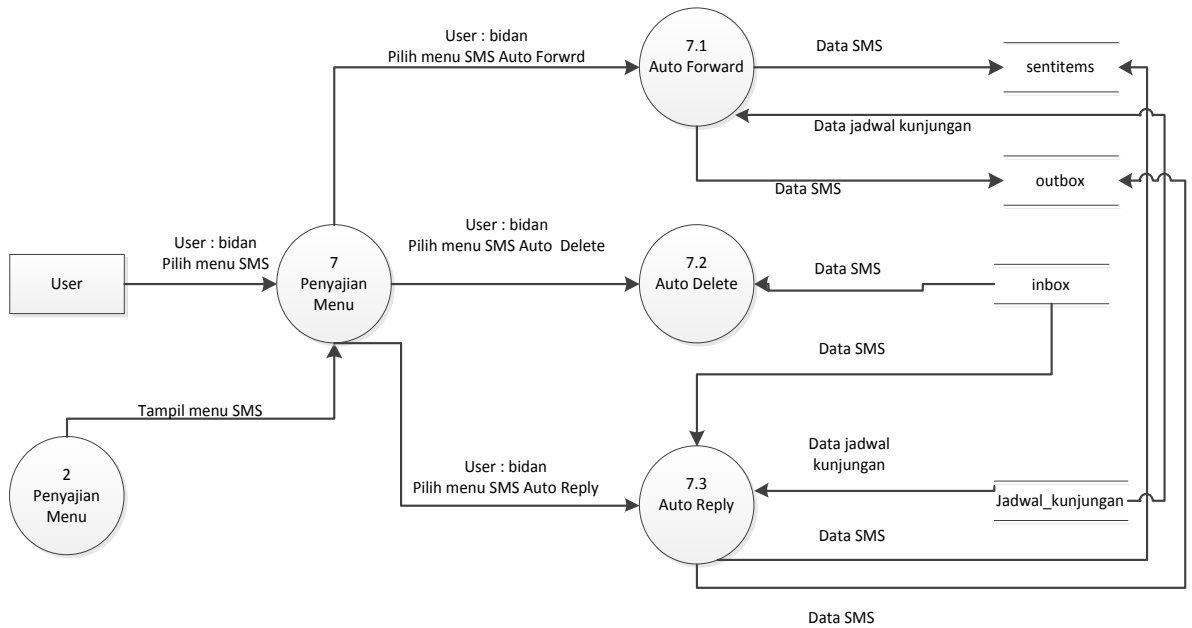 User : bidan
Pilih menu SMS Auto Forwrd
7.1
Auto Forward
Data SMS
sentitems
Data jadwal kunjungan
Data SMS
outbox
User : bidan
Pilih menu SMS
User
7
Penyajian
Menu
User : bidan
Pilih menu SMS Auto  Delete
7.2
Auto Delete
Data SMS
inbox
Data SMS
Tampil menu SMS
2
Penyajian
Menu
User : bidan
Pilih menu SMS Auto Reply
7.3
Auto Reply
Data jadwal
kunjungan
Jadwal_kunjungan
Data SMS
Data SMS